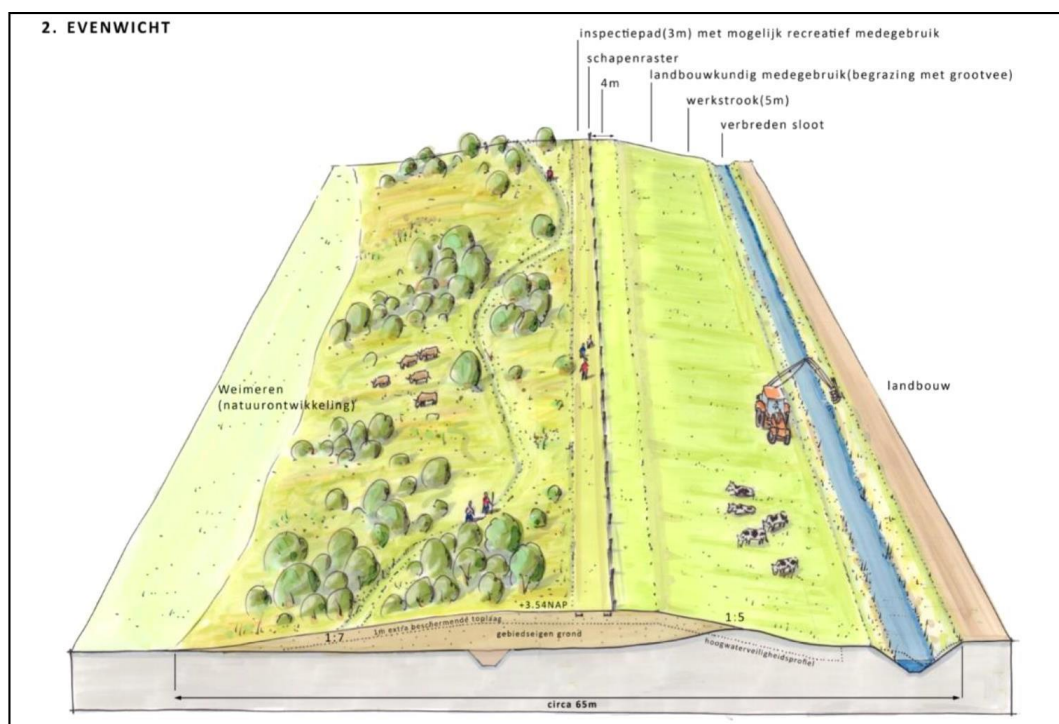 2. EVENWICHT
inspectiepad(3m) met mogelijk recreatief medegebruik
schapenraster
4m
landbouwkundig medegebruik(begrazing met grootvee)
werkstrook(5m)
verbreden sloot
Weimeren
(natuurontwikkeling)
landbouw
+3.54NAP
1:7
1m extra beschermende toplaag
gebiedseigen grond
1:5
hoogwaterveiligheidsprofiel
circa 65m